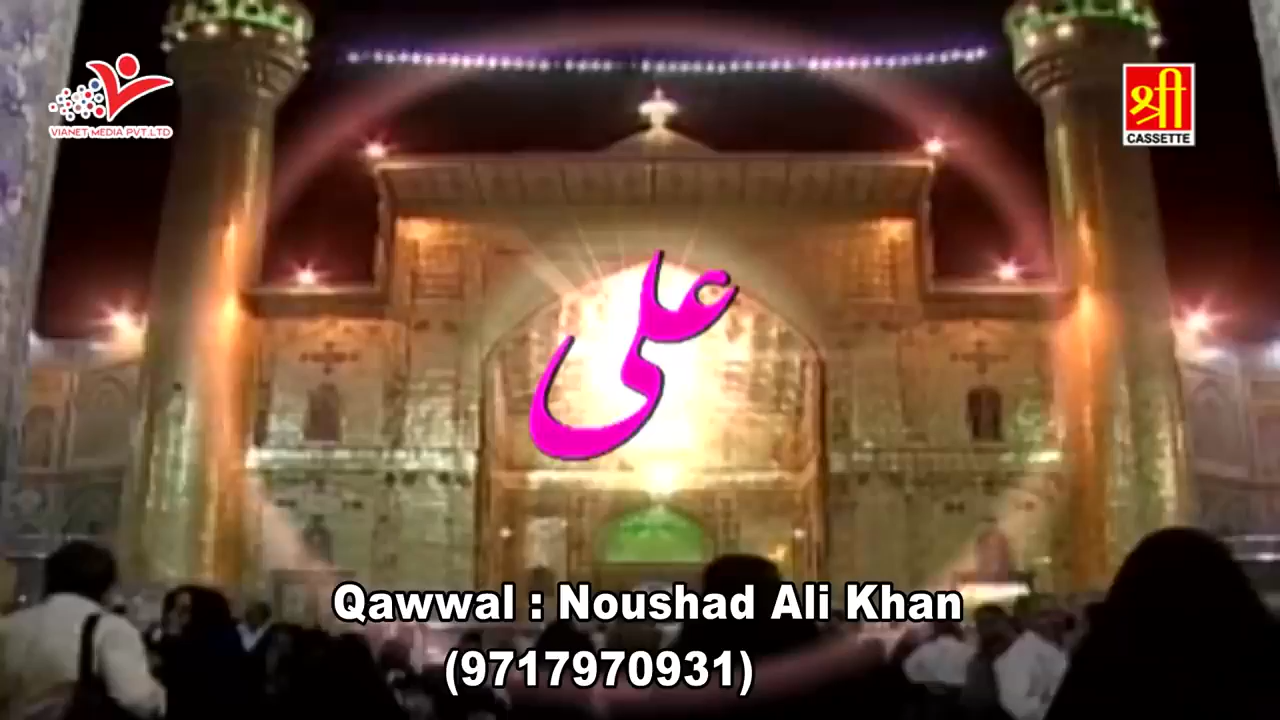 VIANET MEDIA PVT.LTD
श्री
CASSETTE
علی
Qawwal : Noushad Ali Khan
(9717970931)